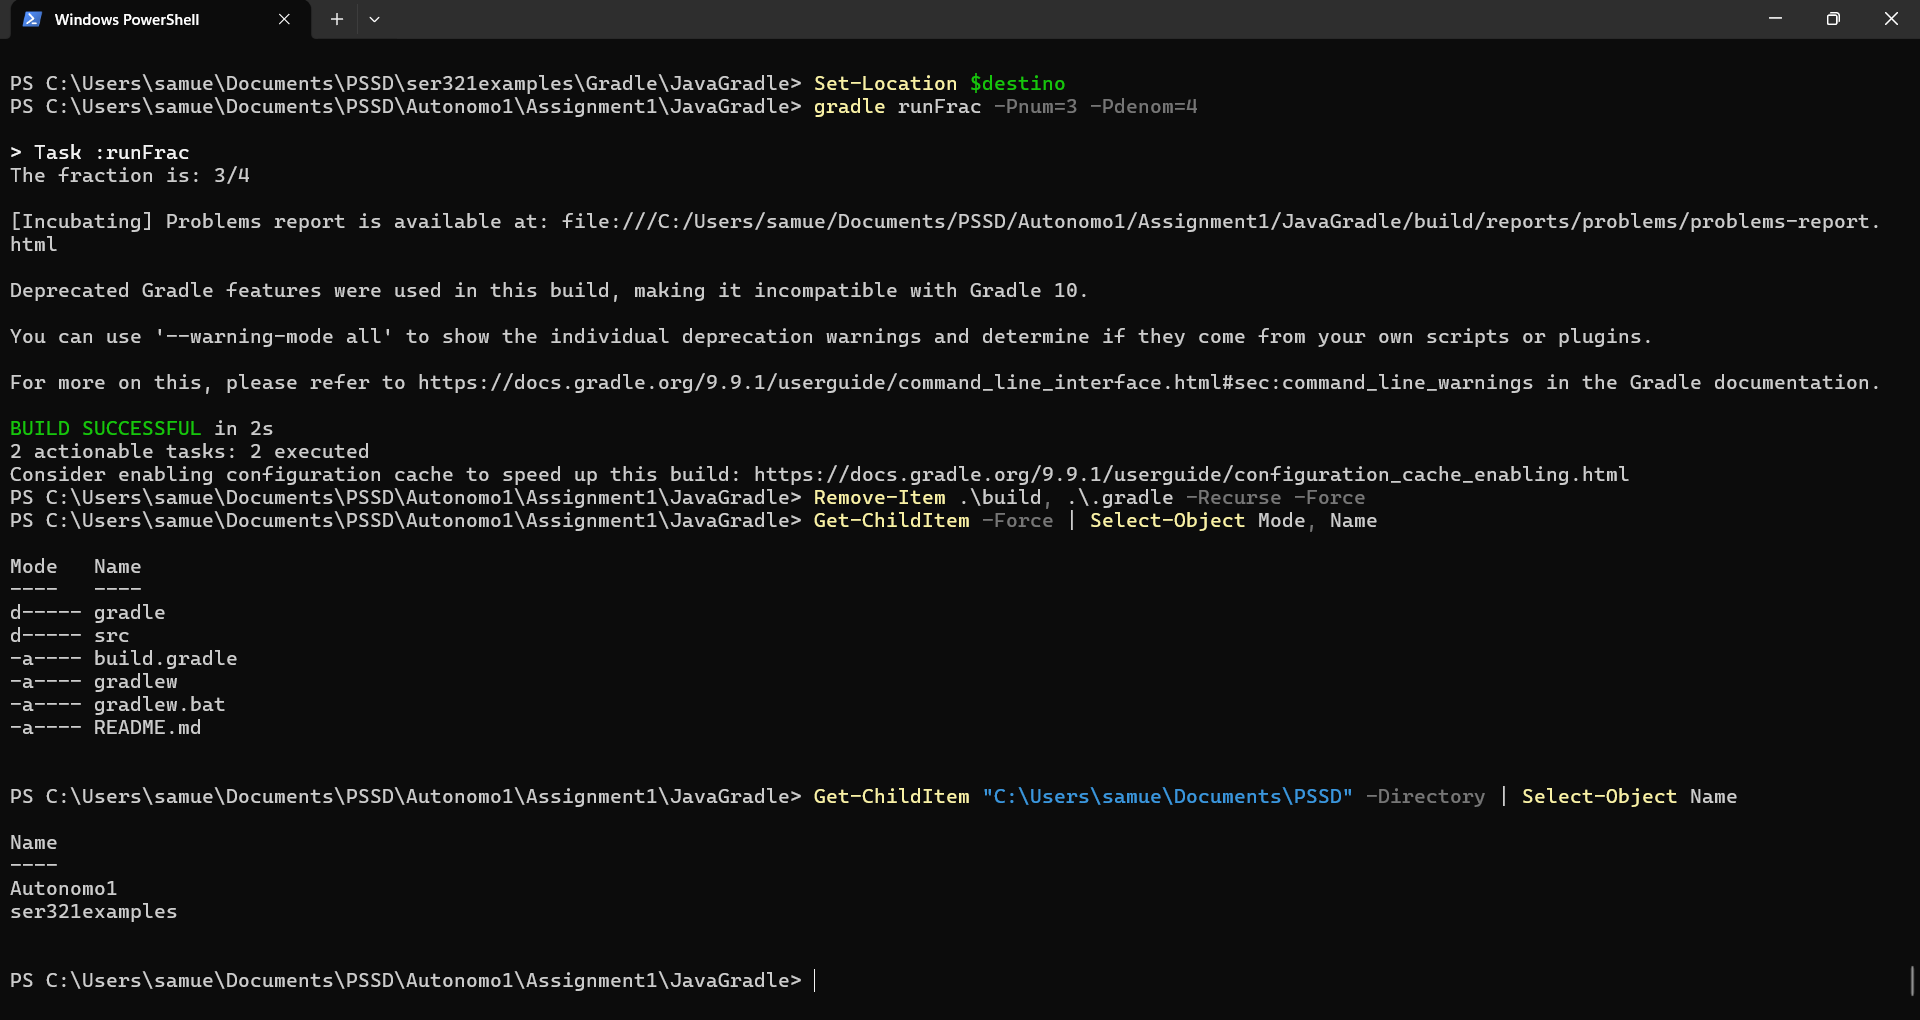 Windows PowerShell
PS C:\Users\samue\Documents\PSSD\ser321examples\Gradle\JavaGradle> Set-Location $destino
PS C:\Users\samue\Documents\PSSD\Autonomo1\Assignment1\JavaGradle> gradle runFrac -Pnum=3 -Pdenom=4
> Task :runFrac
The fraction is: 3/4
[Incubating] Problems report is available at: file:///C:/Users/samue/Documents/PSSD/Autonomo1/Assignment1/JavaGradle/build/reports/problems/problems-report.
html
Deprecated Gradle features were used in this build, making it incompatible with Gradle 10.
You can use '--warning-mode all' to show the individual deprecation warnings and determine if they come from your own scripts or plugins.
For more on this, please refer to https://docs.gradle.org/9.9.1/userguide/command_line_interface.html#sec:command_line_warnings in the Gradle documentation.
BUILD SUCCESSFUL in 2s
2 actionable tasks: 2 executed
Consider enabling configuration cache to speed up this build: https://docs.gradle.org/9.9.1/userguide/configuration_cache_enabling.html
PS C:\Users\samue\Documents\PSSD\Autonomo1\Assignment1\JavaGradle> Remove-Item .\build, .\.gradle -Recurse -Force
PS C:\Users\samue\Documents\PSSD\Autonomo1\Assignment1\JavaGradle> Get-ChildItem -Force | Select-Object Mode, Name
Mode   Name
----   ----
d----- gradle
d----- src
-a---- build.gradle
-a---- gradlew
-a---- gradlew.bat
-a---- README.md
PS C:\Users\samue\Documents\PSSD\Autonomo1\Assignment1\JavaGradle> Get-ChildItem "C:\Users\samue\Documents\PSSD" -Directory | Select-Object Name
Name
----
Autonomo1
ser321examples
PS C:\Users\samue\Documents\PSSD\Autonomo1\Assignment1\JavaGradle>